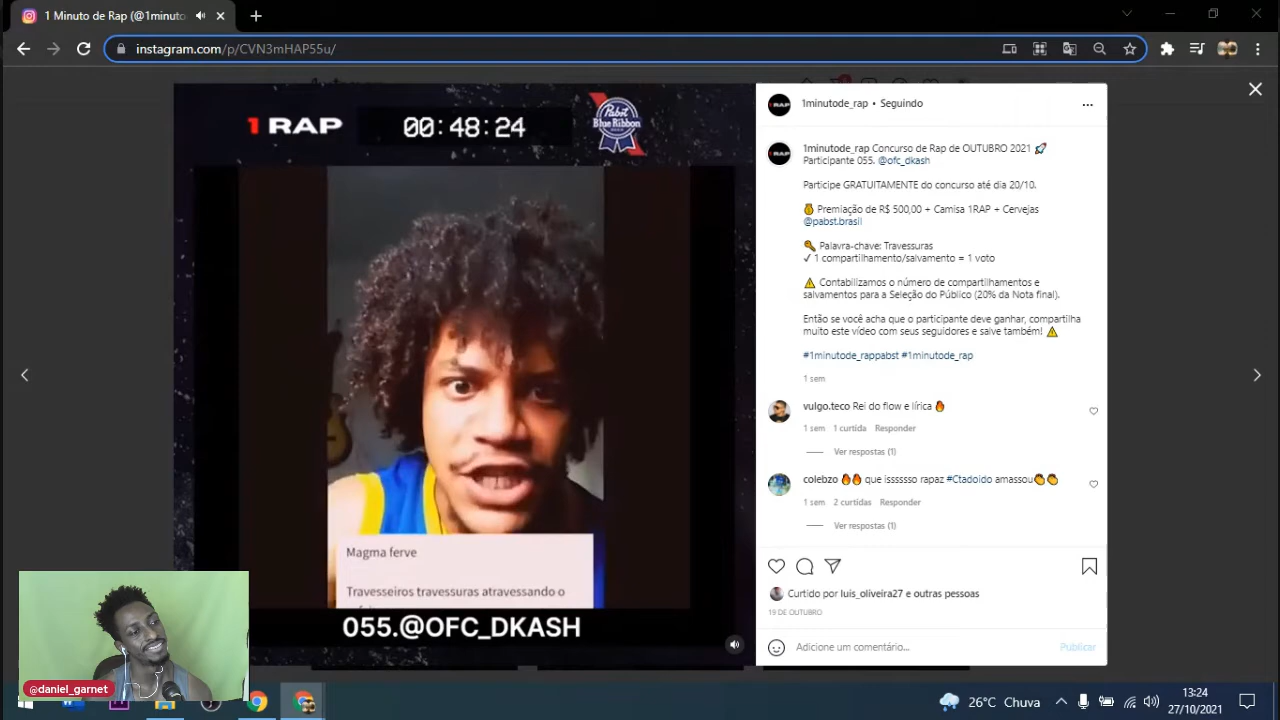 1 Minuto de Rap (@1minuto
instagram.com/p/CVN3mHAP55u/
1 RAP
00:48:24
Pabst
Blue Ribbon
Magma ferve
Travesseiros travessuras atravessando o
055.@OFC_DKASH
@daniel_garnet
1minutode_rap • Seguindo
1minutode_rap Concurso de Rap de OUTUBRO 2021 🚀
Participante 055. @ofc_dkash
Participe GRATUITAMENTE do concurso até dia 20/10.
🥇 Premiação de R$ 500,00 + Camisa 1RAP + Cervejas
@pabst.brasil
🔑 Palavra-chave: Travessuras
✓ 1 compartilhamento/salvamento = 1 voto
⚠️ Contabilizamos o número de compartilhamentos e
salvamentos para a Seleção do Público (20% da Nota final).
Então se você acha que o participante deve ganhar, compartilha
muito este vídeo com seus seguidores e salve também! ⚠️
#1minutode_rappabst #1minutode_rap
1 sem
vulgo.teco Rei do flow e lírica 🔥
1 sem 1 curtida Responder
Ver respostas (1)
colebzo 🔥🔥 que isssssso rapaz #Ctadoido amassou👏👏
1 sem 2 curtidas Responder
Ver respostas (1)
Curtido por luis_oliveira27 e outras pessoas
19 DE OUTUBRO
Adicione um comentário...
Publicar
26°C Chuva
13:24
27/10/2021